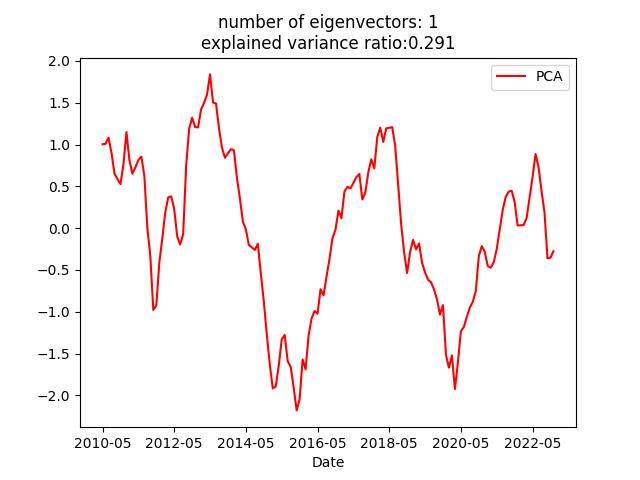 number of eigenvectors: 1
explained variance ratio:0.291
PCA
2.0
1.5
1.0
0.5
0.0
−0.5
−1.0
−1.5
−2.0
2010-05 2012-05 2014-05 2016-05 2018-05 2020-05 2022-05
Date